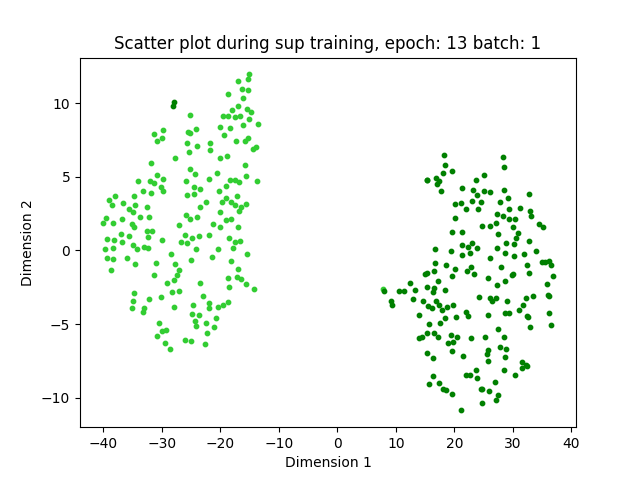 Scatter plot during sup training, epoch: 13 batch: 1
10
5
0
−5
−10
Dimension 2
−40 −30 −20 −10 0 10 20 30 40
Dimension 1